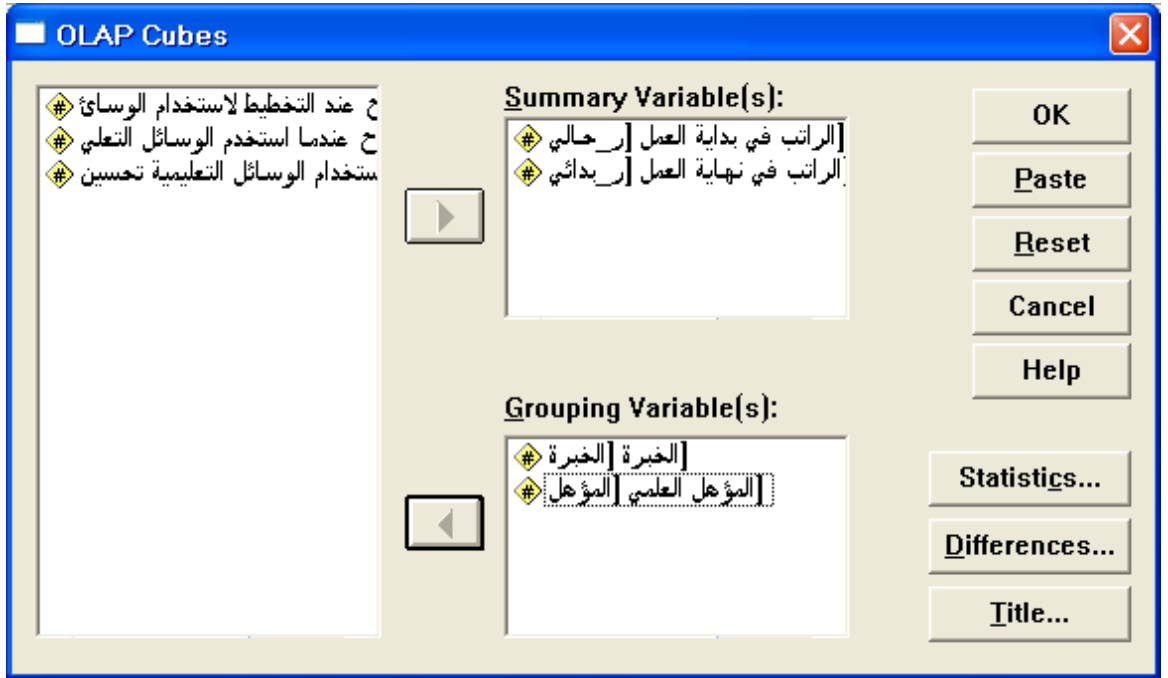 OLAP Cubes
ح عند التخطيط لاستخدام الوسائ
ح عندما استخدم الوسائل التعلي
ستخدام الوسائل التعليمية تحسين
Summary Variable(s):
الراتب في بداية العمل [ر_حالي]
الراتب في نهاية العمل [ر_بدائي]
Grouping Variable(s):
الخبرة [الخبرة]
المؤهل العلمي [المؤهل]
OK
Paste
Reset
Cancel
Help
Statistics...
Differences...
Title...